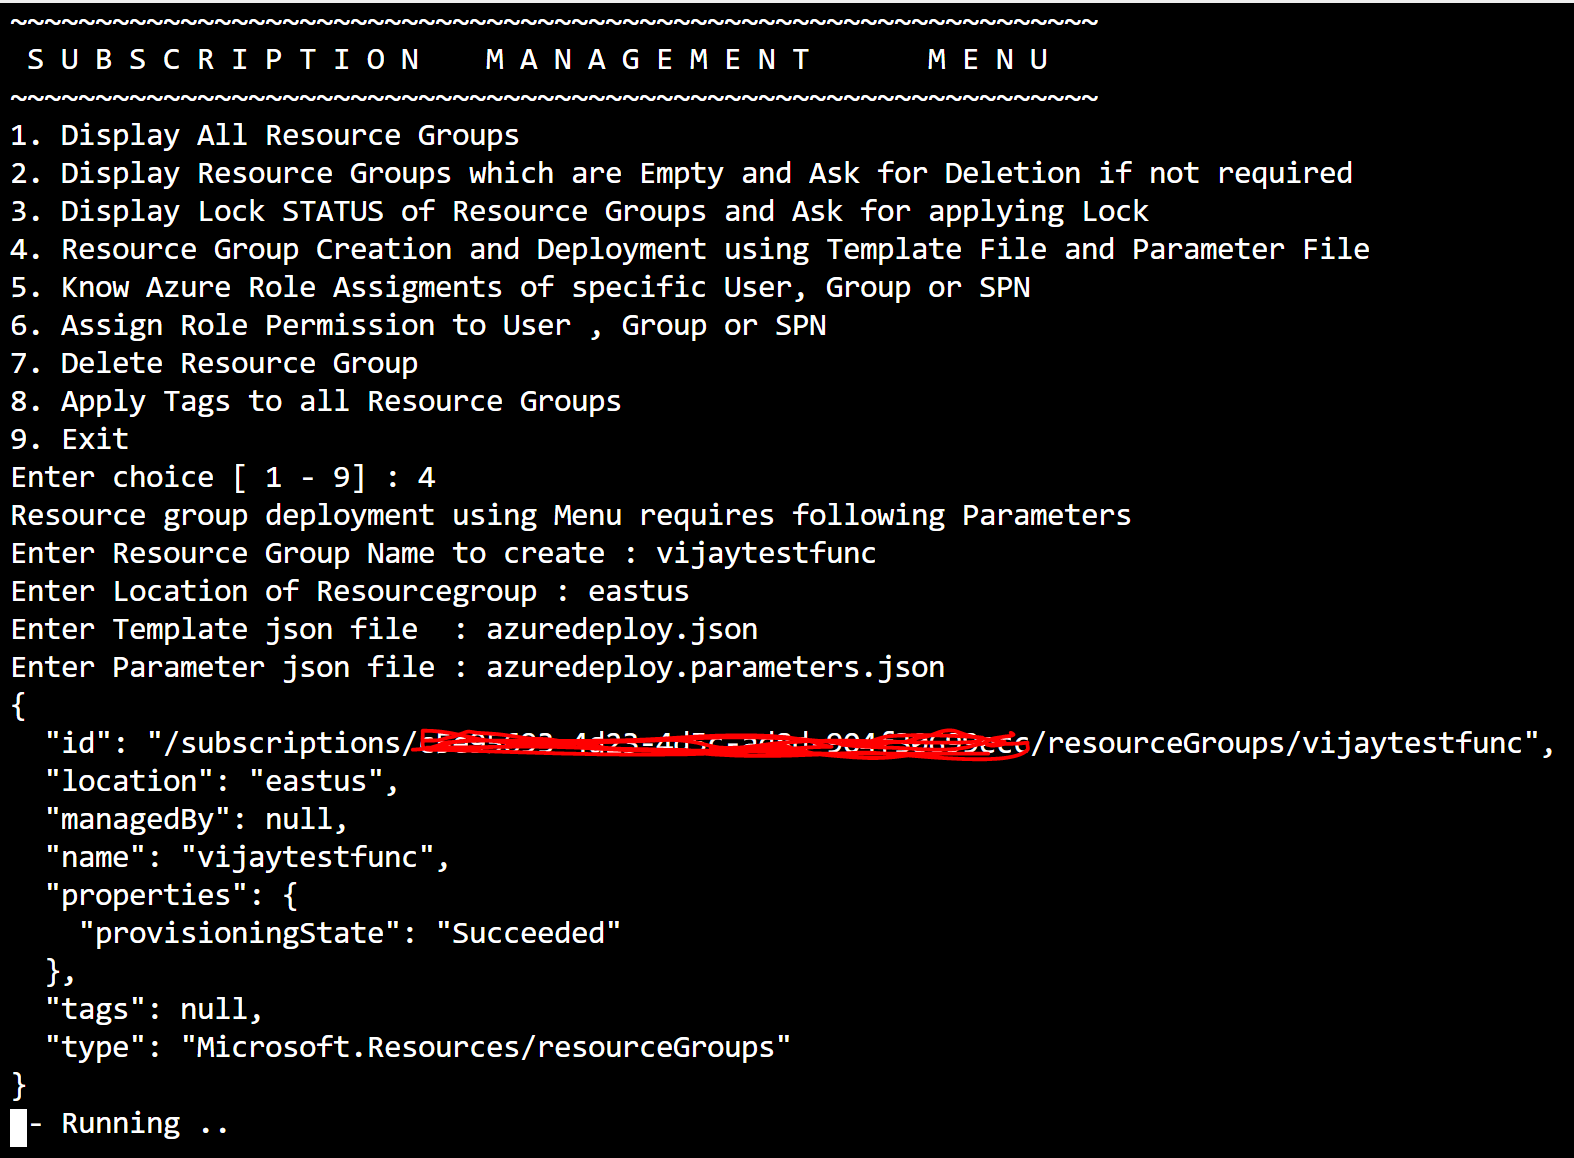 ~~~~~~~~~~~~~~~~~~~~~~~~~~~~~~~~~~~~~~~~~~~~~~~~~~~~~~~~~~~~~~~~
S U B S C R I P T I O N   M A N A G E M E N T       M E N U
~~~~~~~~~~~~~~~~~~~~~~~~~~~~~~~~~~~~~~~~~~~~~~~~~~~~~~~~~~~~~~~~
1. Display All Resource Groups
2. Display Resource Groups which are Empty and Ask for Deletion if not required
3. Display Lock STATUS of Resource Groups and Ask for applying Lock
4. Resource Group Creation and Deployment using Template File and Parameter File
5. Know Azure Role Assigments of specific User, Group or SPN
6. Assign Role Permission to User , Group or SPN
7. Delete Resource Group
8. Apply Tags to all Resource Groups
9. Exit
Enter choice [ 1 - 9] : 4
Resource group deployment using Menu requires following Parameters
Enter Resource Group Name to create : vijaytestfunc
Enter Location of Resourcegroup : eastus
Enter Template json file  : azuredeploy.json
Enter Parameter json file : azuredeploy.parameters.json
{
  "id": "/subscriptions/ /resourceGroups/vijaytestfunc",
  "location": "eastus",
  "managedBy": null,
  "name": "vijaytestfunc",
  "properties": {
    "provisioningState": "Succeeded"
  },
  "tags": null,
  "type": "Microsoft.Resources/resourceGroups"
}
- Running ..